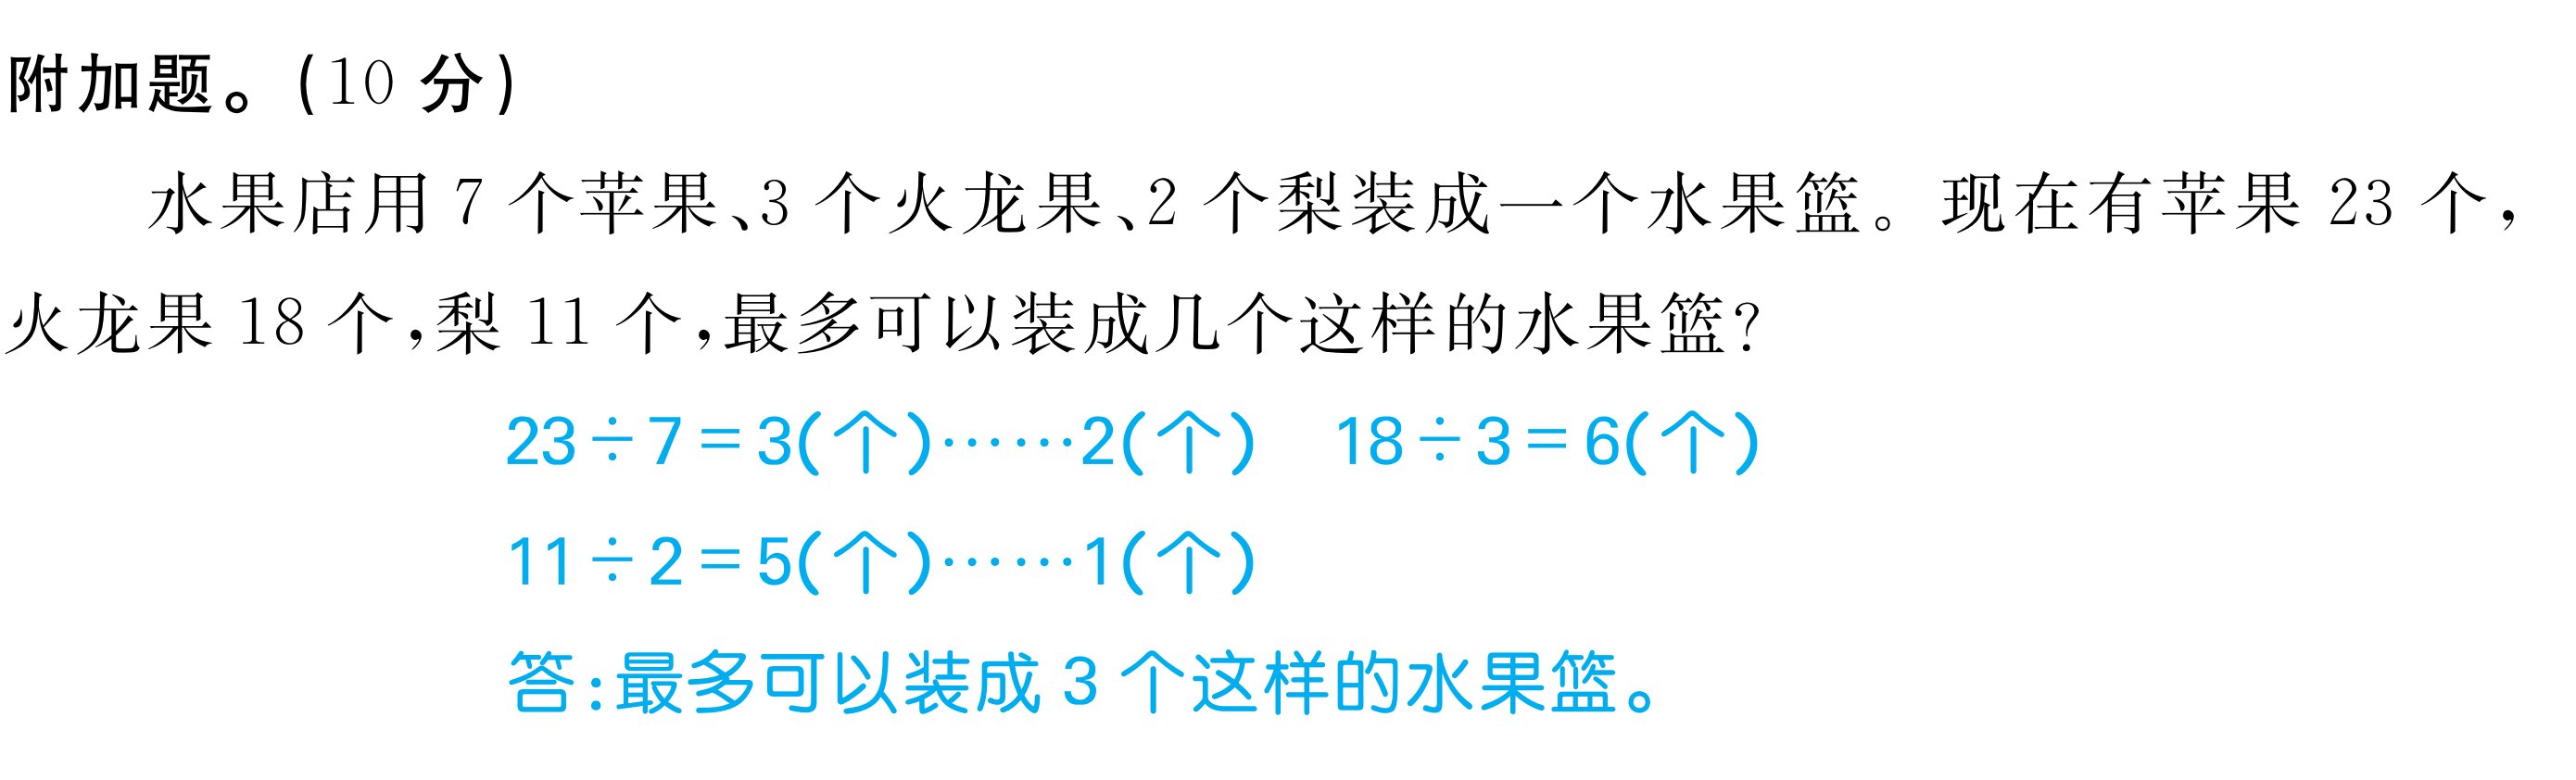 附加题。(10 分)
水果店用 7 个苹果、3 个火龙果、2 个梨装成一个水果篮。现在有苹果 23 个，
火龙果 18 个，梨 11 个，最多可以装成几个这样的水果篮?
23÷7=3(个)……2(个) 18÷3=6(个)
11÷2=5(个)……1(个)
答:最多可以装成 3 个这样的水果篮。